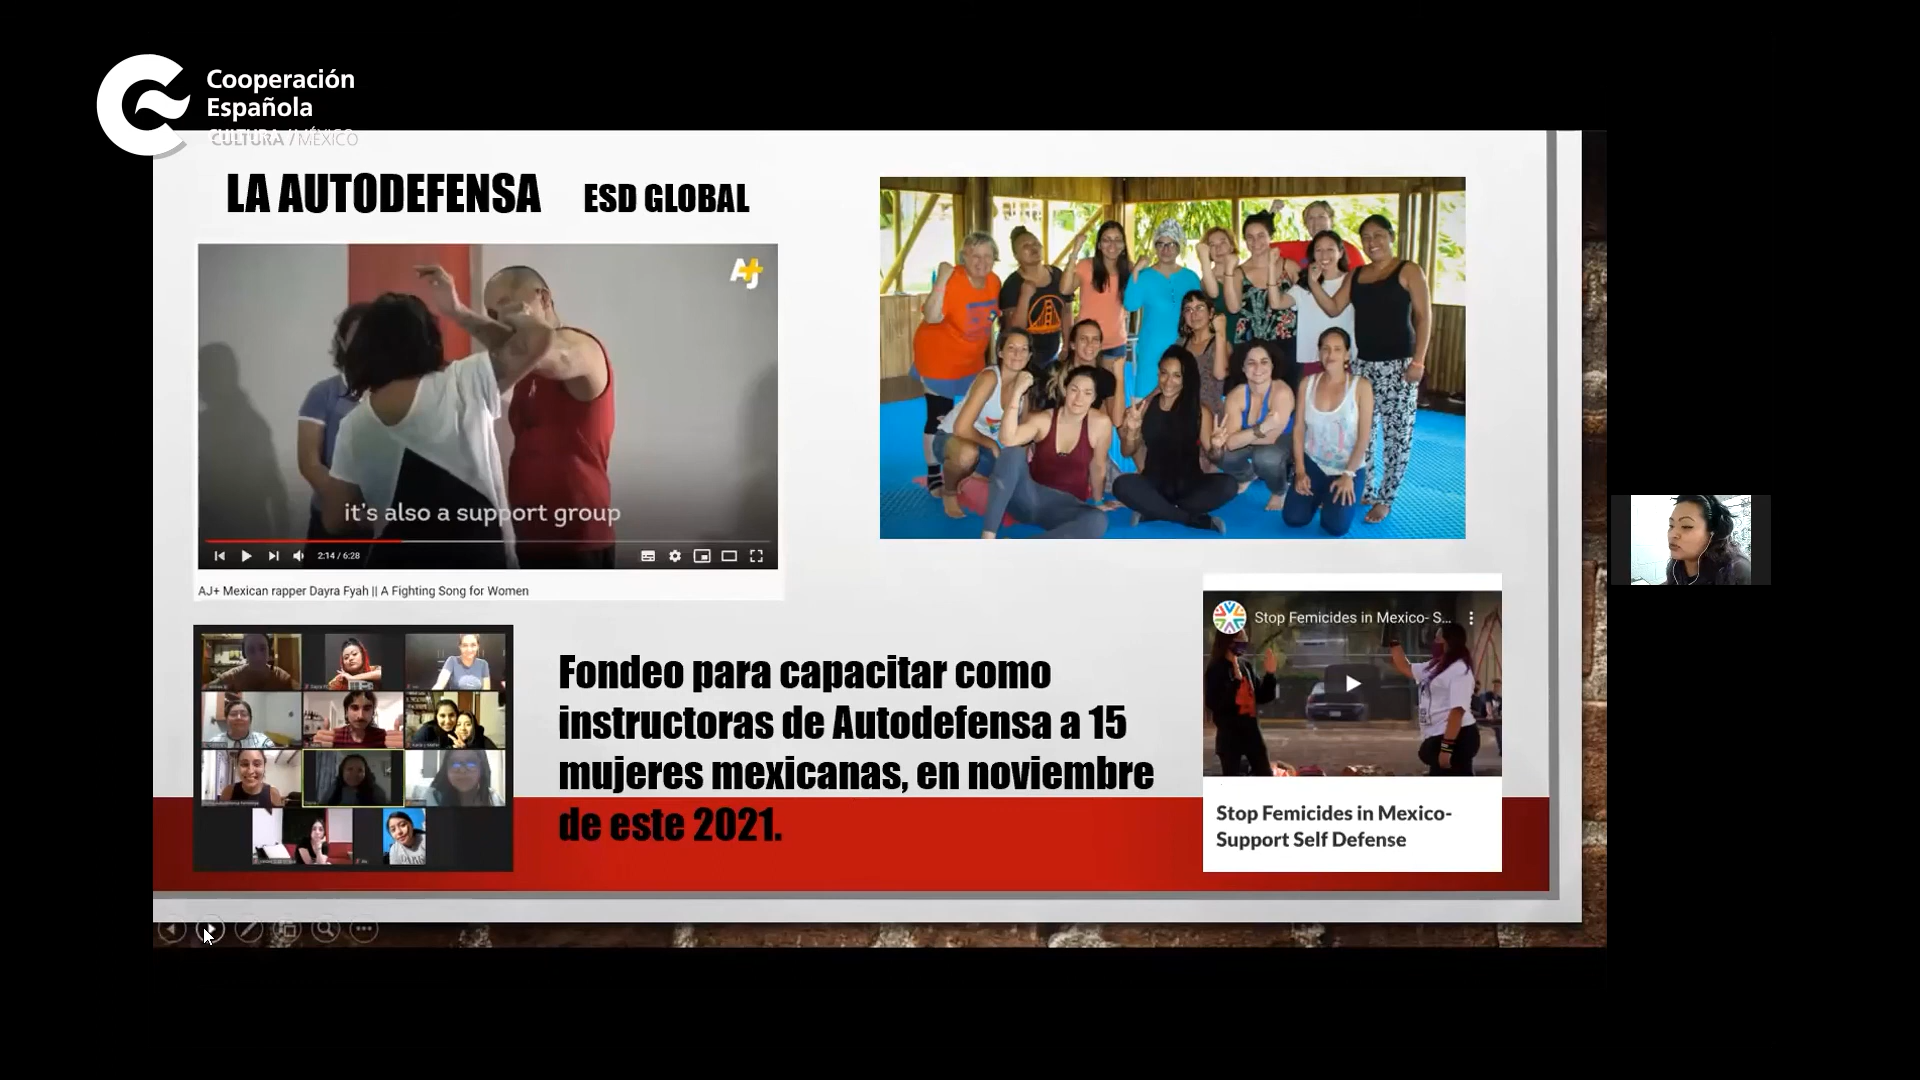 Cooperación
Española
CULTURA / MÉXICO
LA AUTODEFENSA ESD GLOBAL
AJ+
it's also a support group
2:14 / 6:28
AJ+ Mexican rapper Dayra Fyah || A Fighting Song for Women
Fondeo para capacitar como
instructoras de Autodefensa a 15
mujeres mexicanas, en noviembre
de este 2021.
Stop Femicides in Mexico- S...
Stop Femicides in Mexico-
Support Self Defense